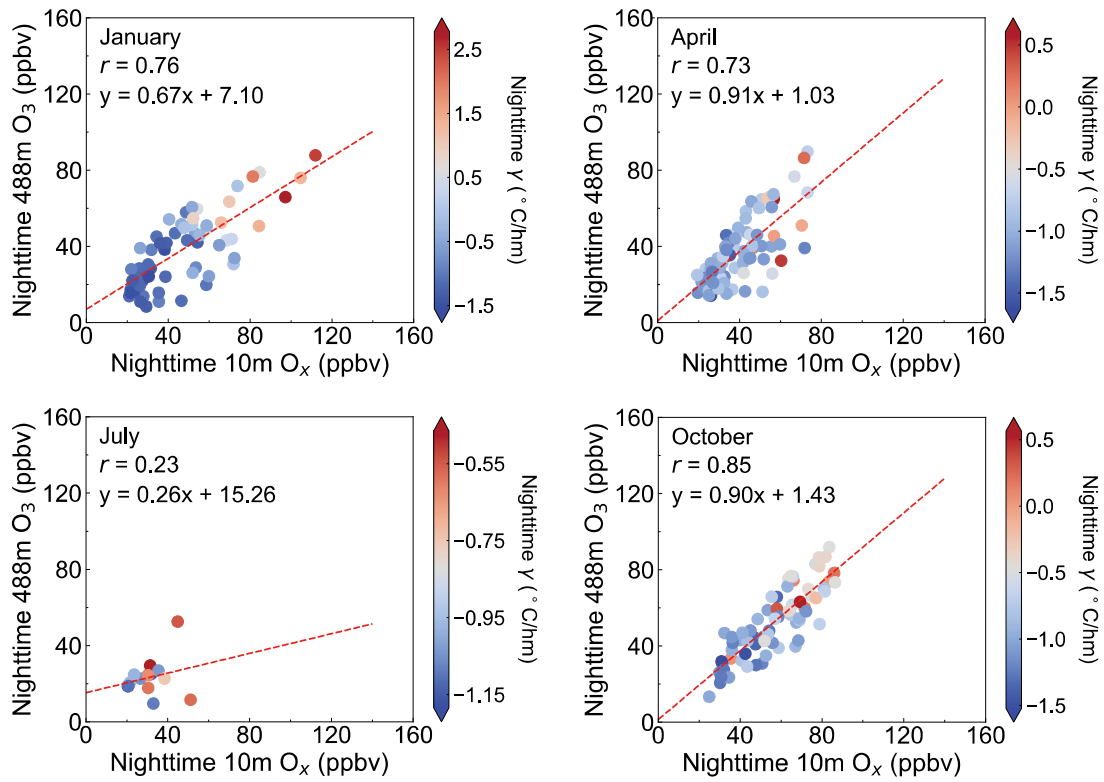 January
r = 0.76
y = 0.67x + 7.10
160
120
80
40
0
0 40 80 120 160
Nighttime 488m O₃ (ppbv)
Nighttime 10m Oₓ (ppbv)
2.5
1.5
0.5
−0.5
−1.5
Nighttime γ (°C/hm)
April
r = 0.73
y = 0.91x + 1.03
160
120
80
40
0
0 40 80 120 160
Nighttime 488m O₃ (ppbv)
Nighttime 10m Oₓ (ppbv)
0.5
0.0
−0.5
−1.0
−1.5
Nighttime γ (°C/hm)
July
r = 0.23
y = 0.26x + 15.26
160
120
80
40
0
0 40 80 120 160
Nighttime 488m O₃ (ppbv)
Nighttime 10m Oₓ (ppbv)
−0.55
−0.75
−0.95
−1.15
Nighttime γ (°C/hm)
October
r = 0.85
y = 0.90x + 1.43
160
120
80
40
0
0 40 80 120 160
Nighttime 488m O₃ (ppbv)
Nighttime 10m Oₓ (ppbv)
0.5
0.0
−0.5
−1.0
−1.5
Nighttime γ (°C/hm)